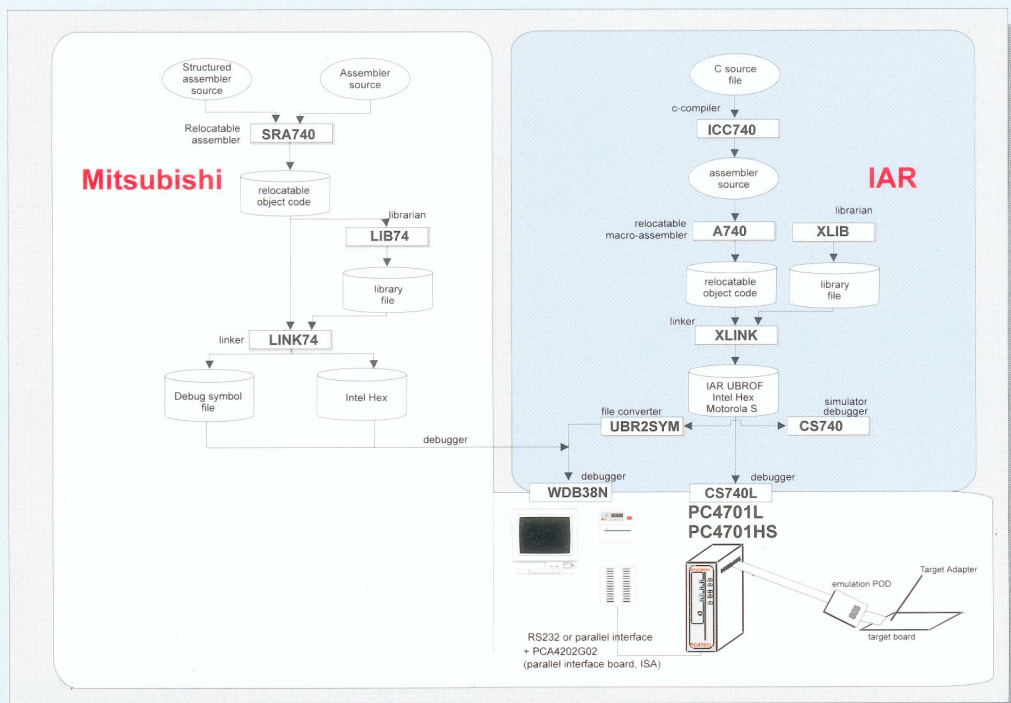 Structured
assembler
source
Assembler
source
Relocatable
assembler
SRA740
Mitsubishi
relocatable
object code
librarian
LIB74
library
file
linker
LINK74
Debug symbol
file
Intel Hex
debugger
C source
file
c-compiler
ICC740
assembler
source
IAR
relocatable
macro-assembler
A740
librarian
XLIB
relocatable
object code
library
file
linker
XLINK
IAR UBROF
Intel Hex
Motorola S
file converter
UBR2SYM
simulator
debugger
CS740
debugger
WDB38N
debugger
CS740L
PC4701L
PC4701HS
emulation POD
Target Adapter
target board
PC4701L
RS232 or parallel interface
+ PCA4202G02
(parallel interface board, ISA)